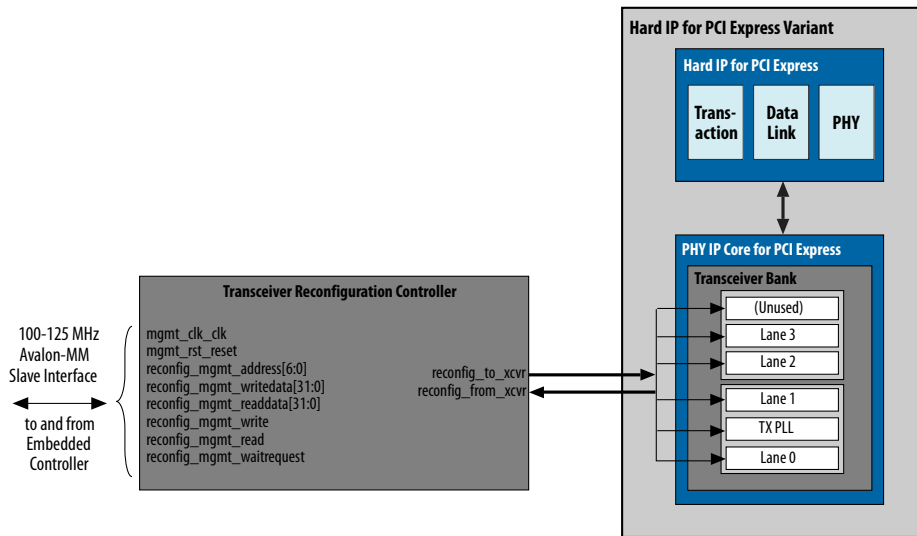 Hard IP for PCI Express Variant
Hard IP for PCI Express
Trans-
action
Data
Link
PHY
PHY IP Core for PCI Express
Transceiver Bank
(Unused)
Lane 3
Lane 2
Lane 1
TX PLL
Lane 0
Transceiver Reconfiguration Controller
mgmt_clk_clk
mgmt_rst_reset
reconfig_mgmt_address[6:0]
reconfig_mgmt_writedata[31:0]
reconfig_mgmt_readdata[31:0]
reconfig_mgmt_write
reconfig_mgmt_read
reconfig_mgmt_waitrequest
reconfig_to_xcvr
reconfig_from_xcvr
100-125 MHz
Avalon-MM
Slave Interface
to and from
Embedded
Controller